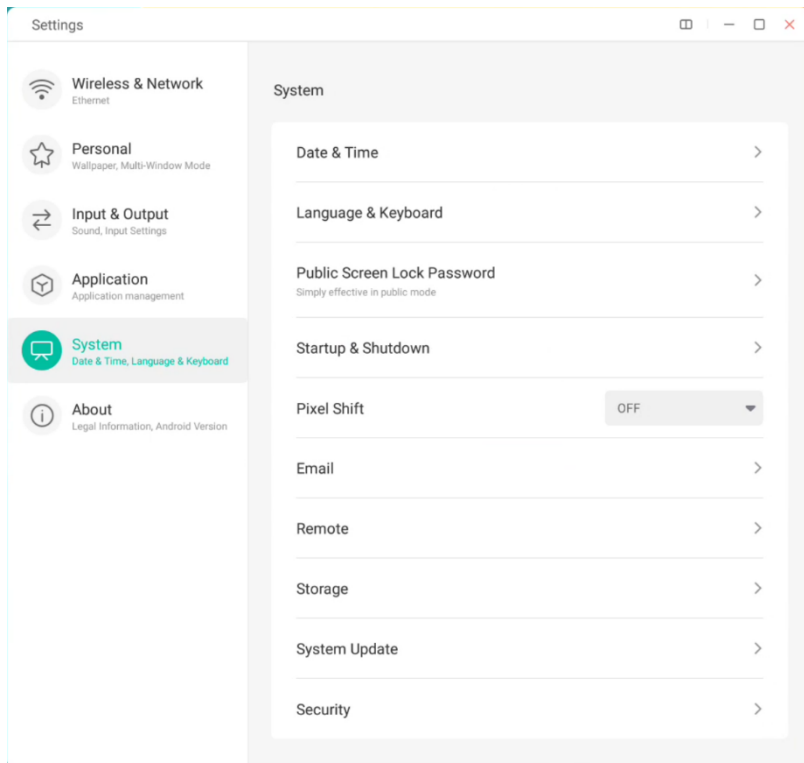 Settings
Wireless & Network
Ethernet
Personal
Wallpaper, Multi-Window Mode
Input & Output
Sound, Input Settings
Application
Application management
System
Date & Time, Language & Keyboard
About
Legal Information, Android Version
System
Date & Time
Language & Keyboard
Public Screen Lock Password
Simply effective in public mode
Startup & Shutdown
Pixel Shift
OFF
Email
Remote
Storage
System Update
Security